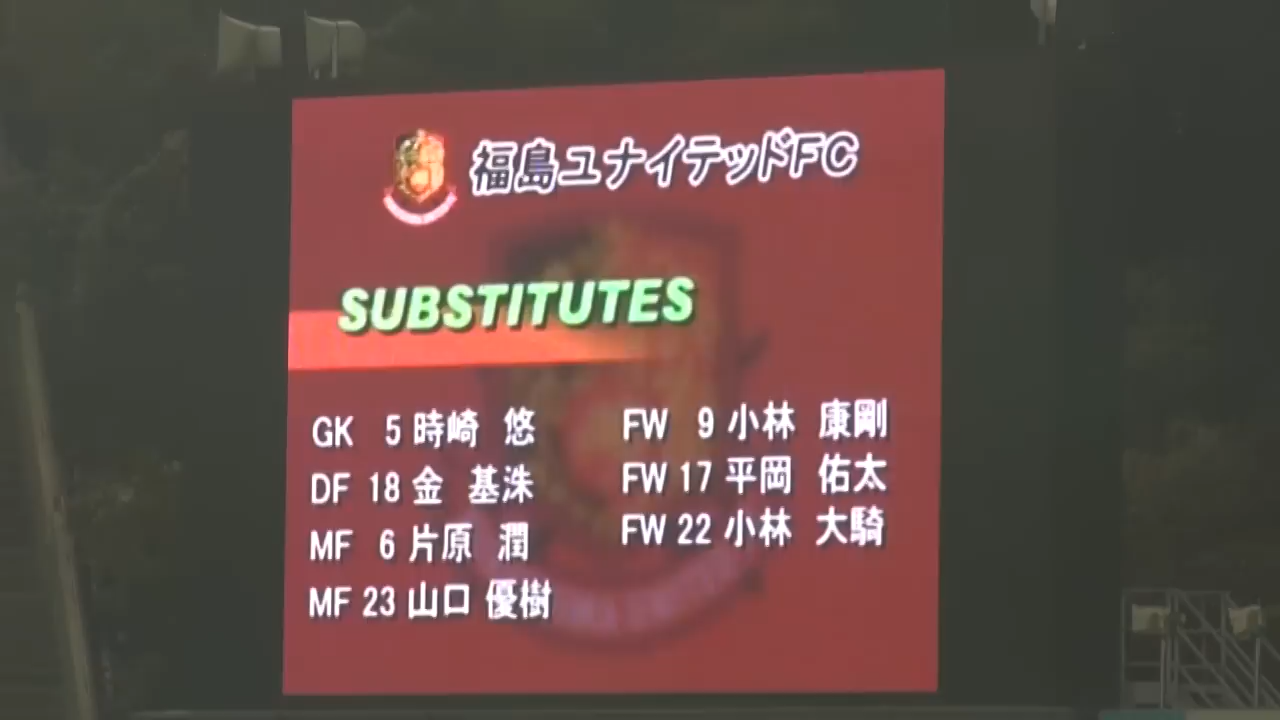 福島ユナイテッドFC
SUBSTITUTES
GK 5 時崎 悠
DF 18 金 基洙
MF 6 片原 潤
MF 23 山口 優樹
FW 9 小林 康剛
FW 17 平岡 佑太
FW 22 小林 大騎